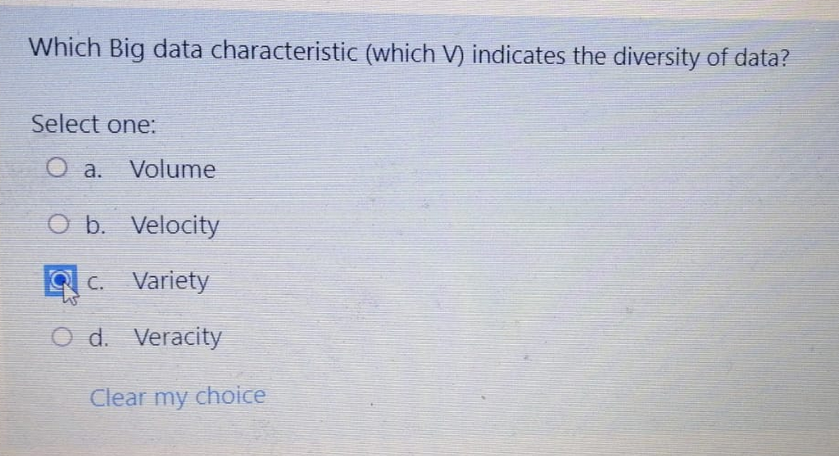 Which Big data characteristic (which V) indicates the diversity of data?
Select one:
a. Volume
b. Velocity
c. Variety
d. Veracity
Clear my choice